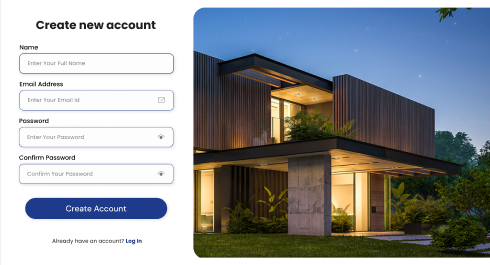 Create new account
Name
Enter Your Full Name
Email Address
Enter Your Email Id
Password
Enter Your Password
Confirm Password
Confirm Your Password
Create Account
Already have an account? Log In